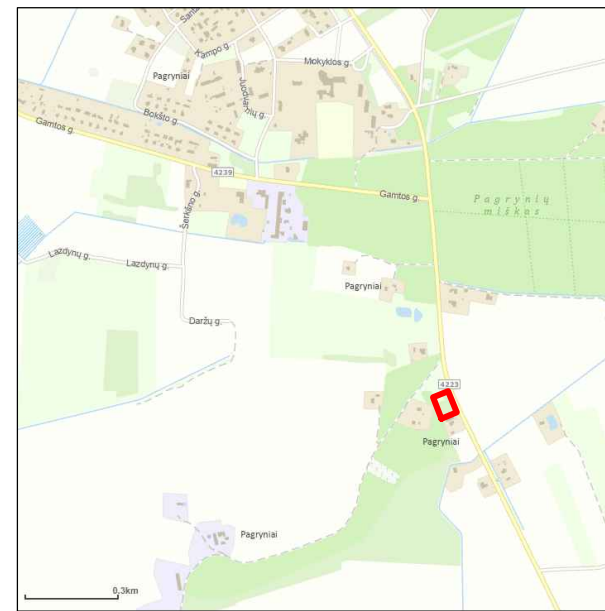 Kampo g.
Mokyklos g.
Pagryniai
Juodvaržių g.
Bokšto g.
Gamtos g.
4239
Gamtos g.
Pagrynių
miškas
Šerkšno g.
Lazdynų g.
Lazdynų g.
Pagryniai
Daržų g.
4223
Pagryniai
Pagryniai
0.3km